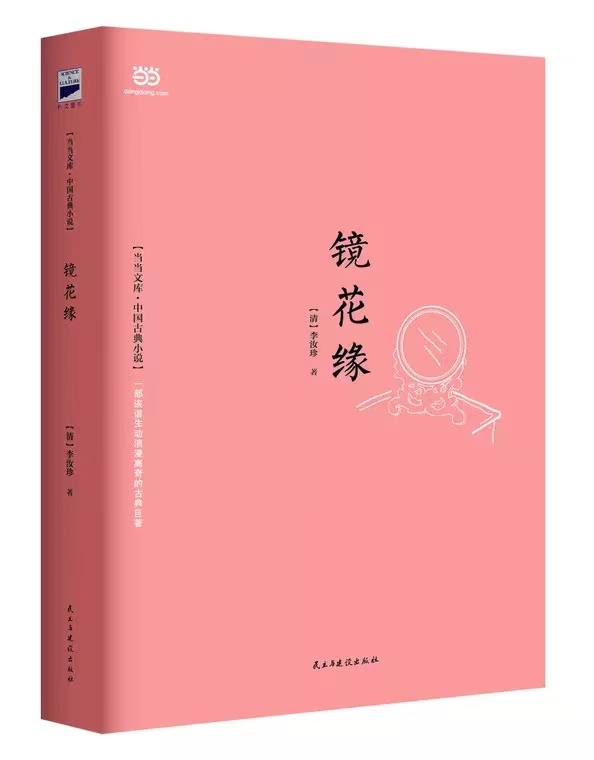 SCIENCE
&
CULTURE
【当当文库·中国古典小说】
镜花缘
【清】李汝珍 著
当当
dangdang.com
镜花缘
【清】李汝珍 著
【当当文库·中国古典小说】
一部诙谐生动浪漫离奇的古典巨著
民主与建设出版社